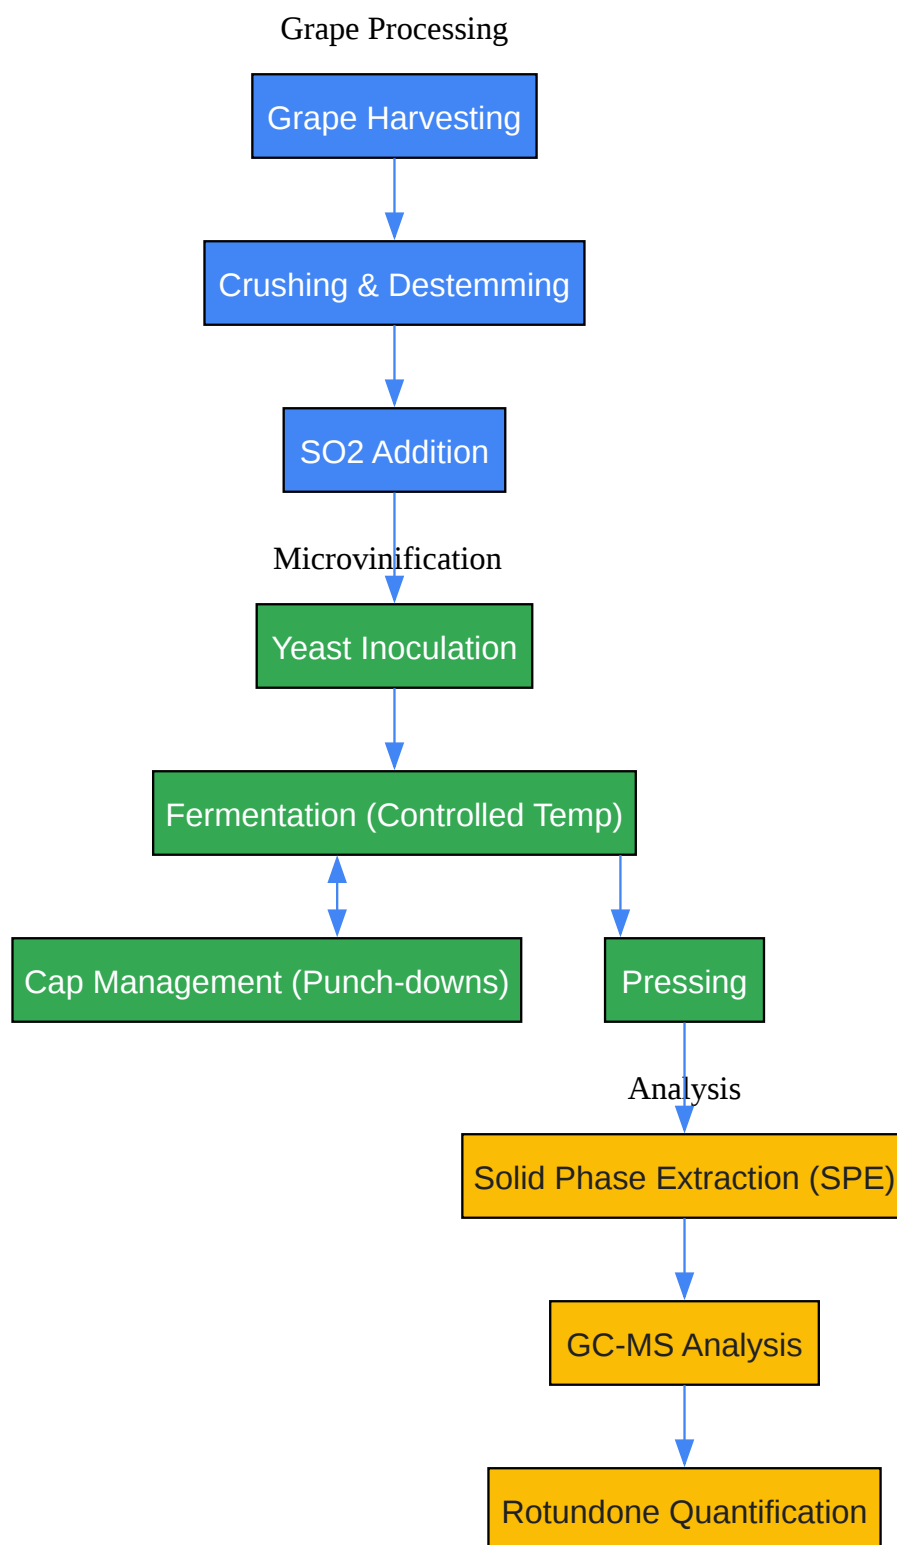 Grape Processing
Grape Harvesting
Crushing & Destemming
SO2 Addition
Microvinification
Yeast Inoculation
Fermentation (Controlled Temp)
Cap Management (Punch-downs)
Pressing
Analysis
Solid Phase Extraction (SPE)
GC-MS Analysis
Rotundone Quantification